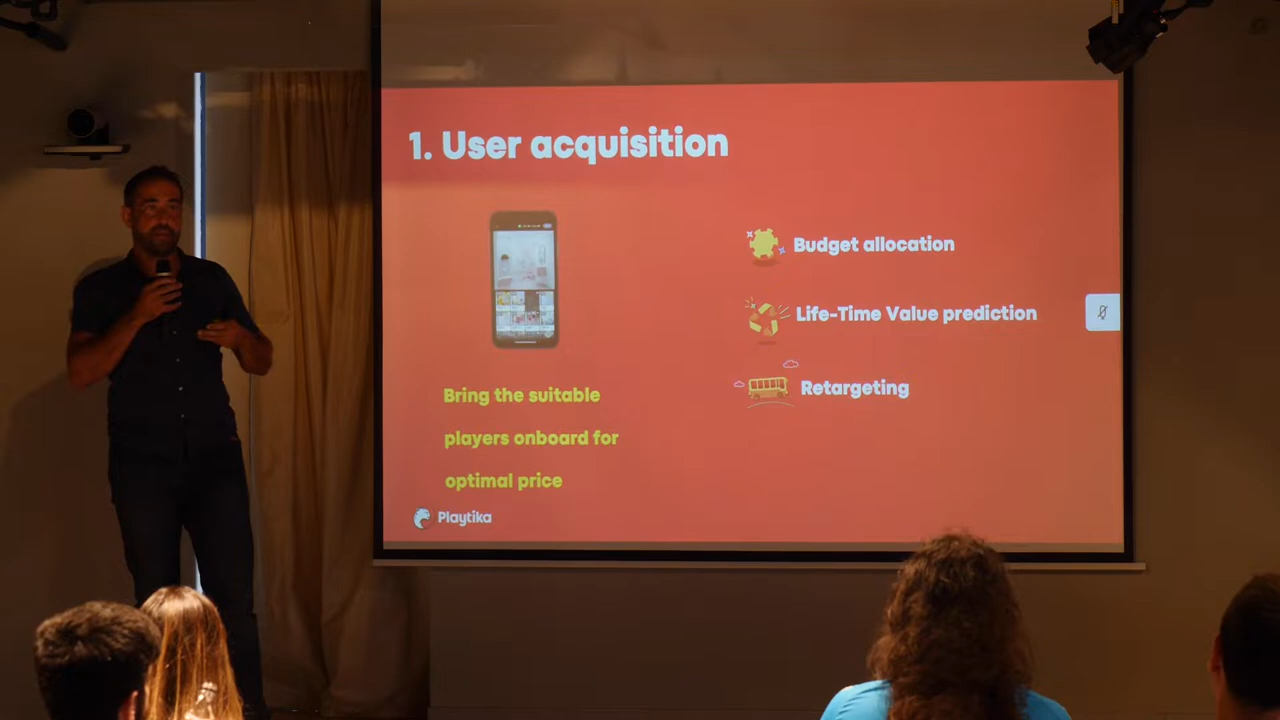 1. User acquisition
Budget allocation
Life-Time Value prediction
Retargeting
Bring the suitable
players onboard for
optimal price
Playtika